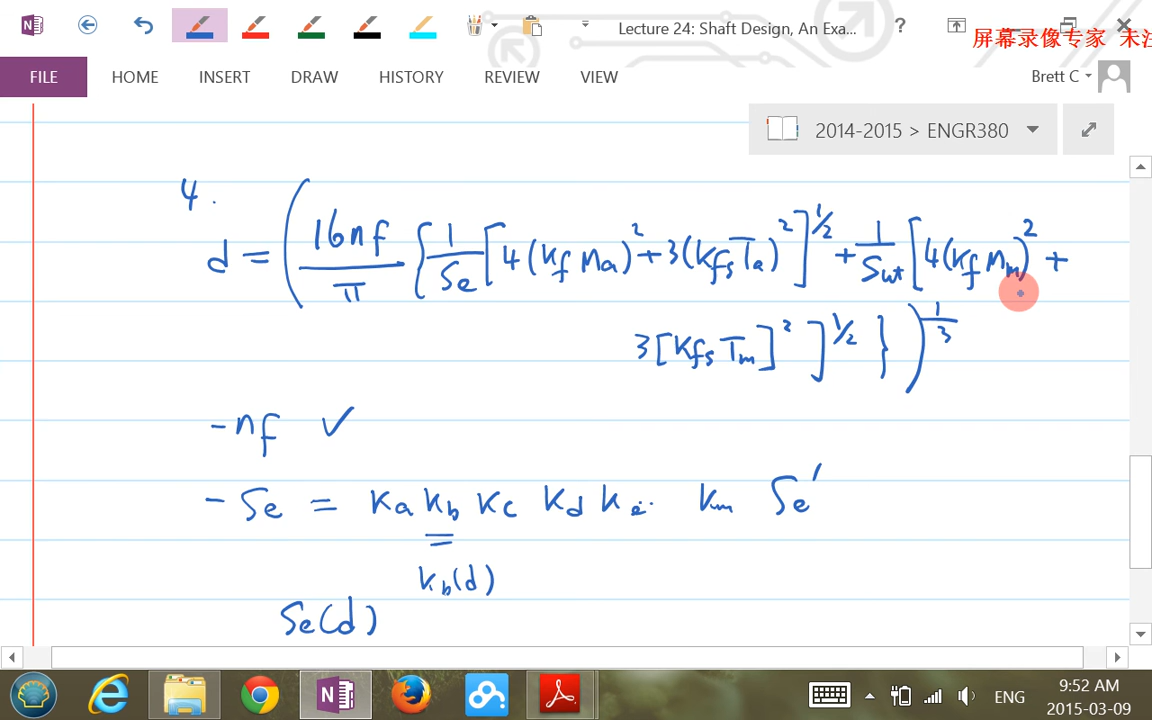 Lecture 24: Shaft Design, An Exa...
?
屏幕录像专家 未注
FILE HOME INSERT DRAW HISTORY REVIEW VIEW
Brett C
2014-2015 > ENGR380
4.
d = (16nf/π {1/Se [4(Kf Ma)^2 + 3(Kfs Ta)^2]^1/2 + 1/Sut [4(Kf Mm)^2 +
3[Kfs Tm]^2]^1/2 })^1/3
- nf ✓
- Se = Ka Kb Kc Kd Ke.. Km Se'
Kb(d)
Se(d)
ENG
9:52 AM
2015-03-09